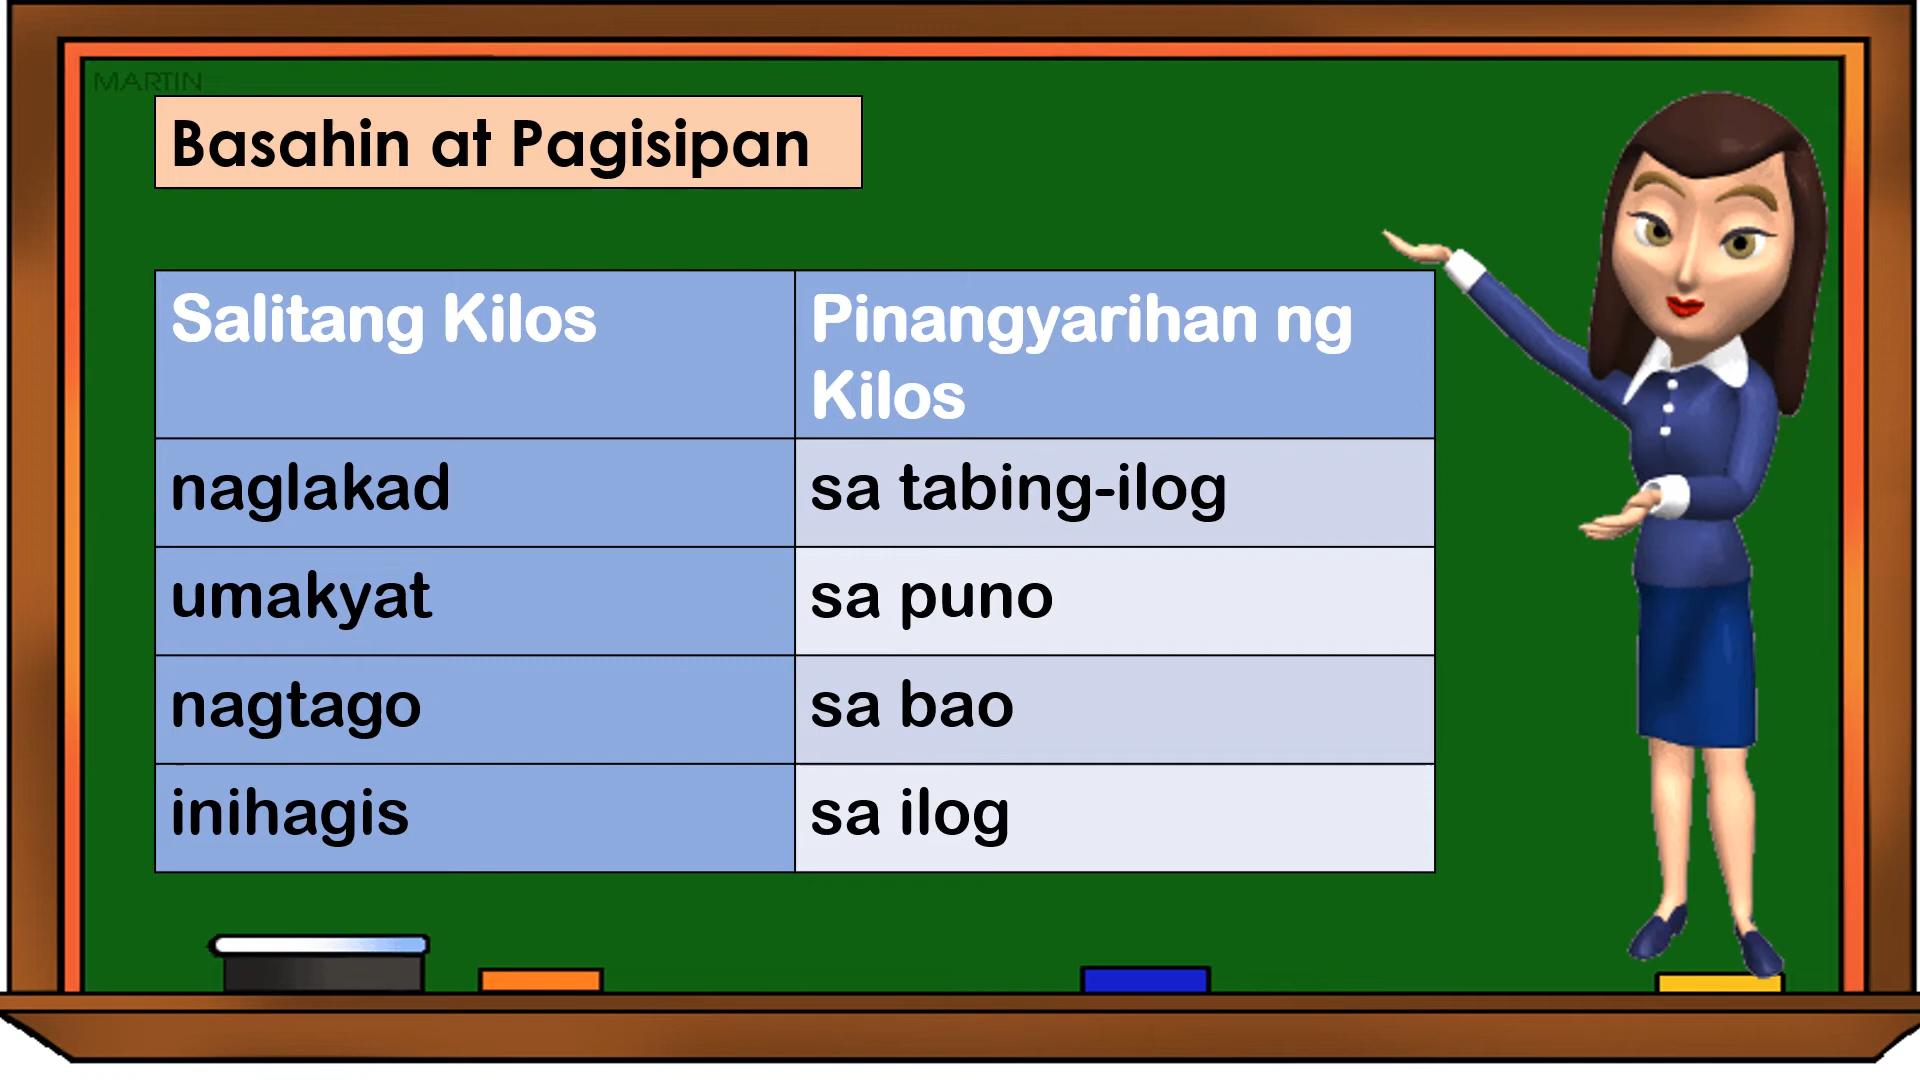 MARTIN
Basahin at Pagisipan
Salitang Kilos
Pinangyarihan ng
Kilos
naglakad
sa tabing-ilog
umakyat
sa puno
nagtago
sa bao
inihagis
sa ilog